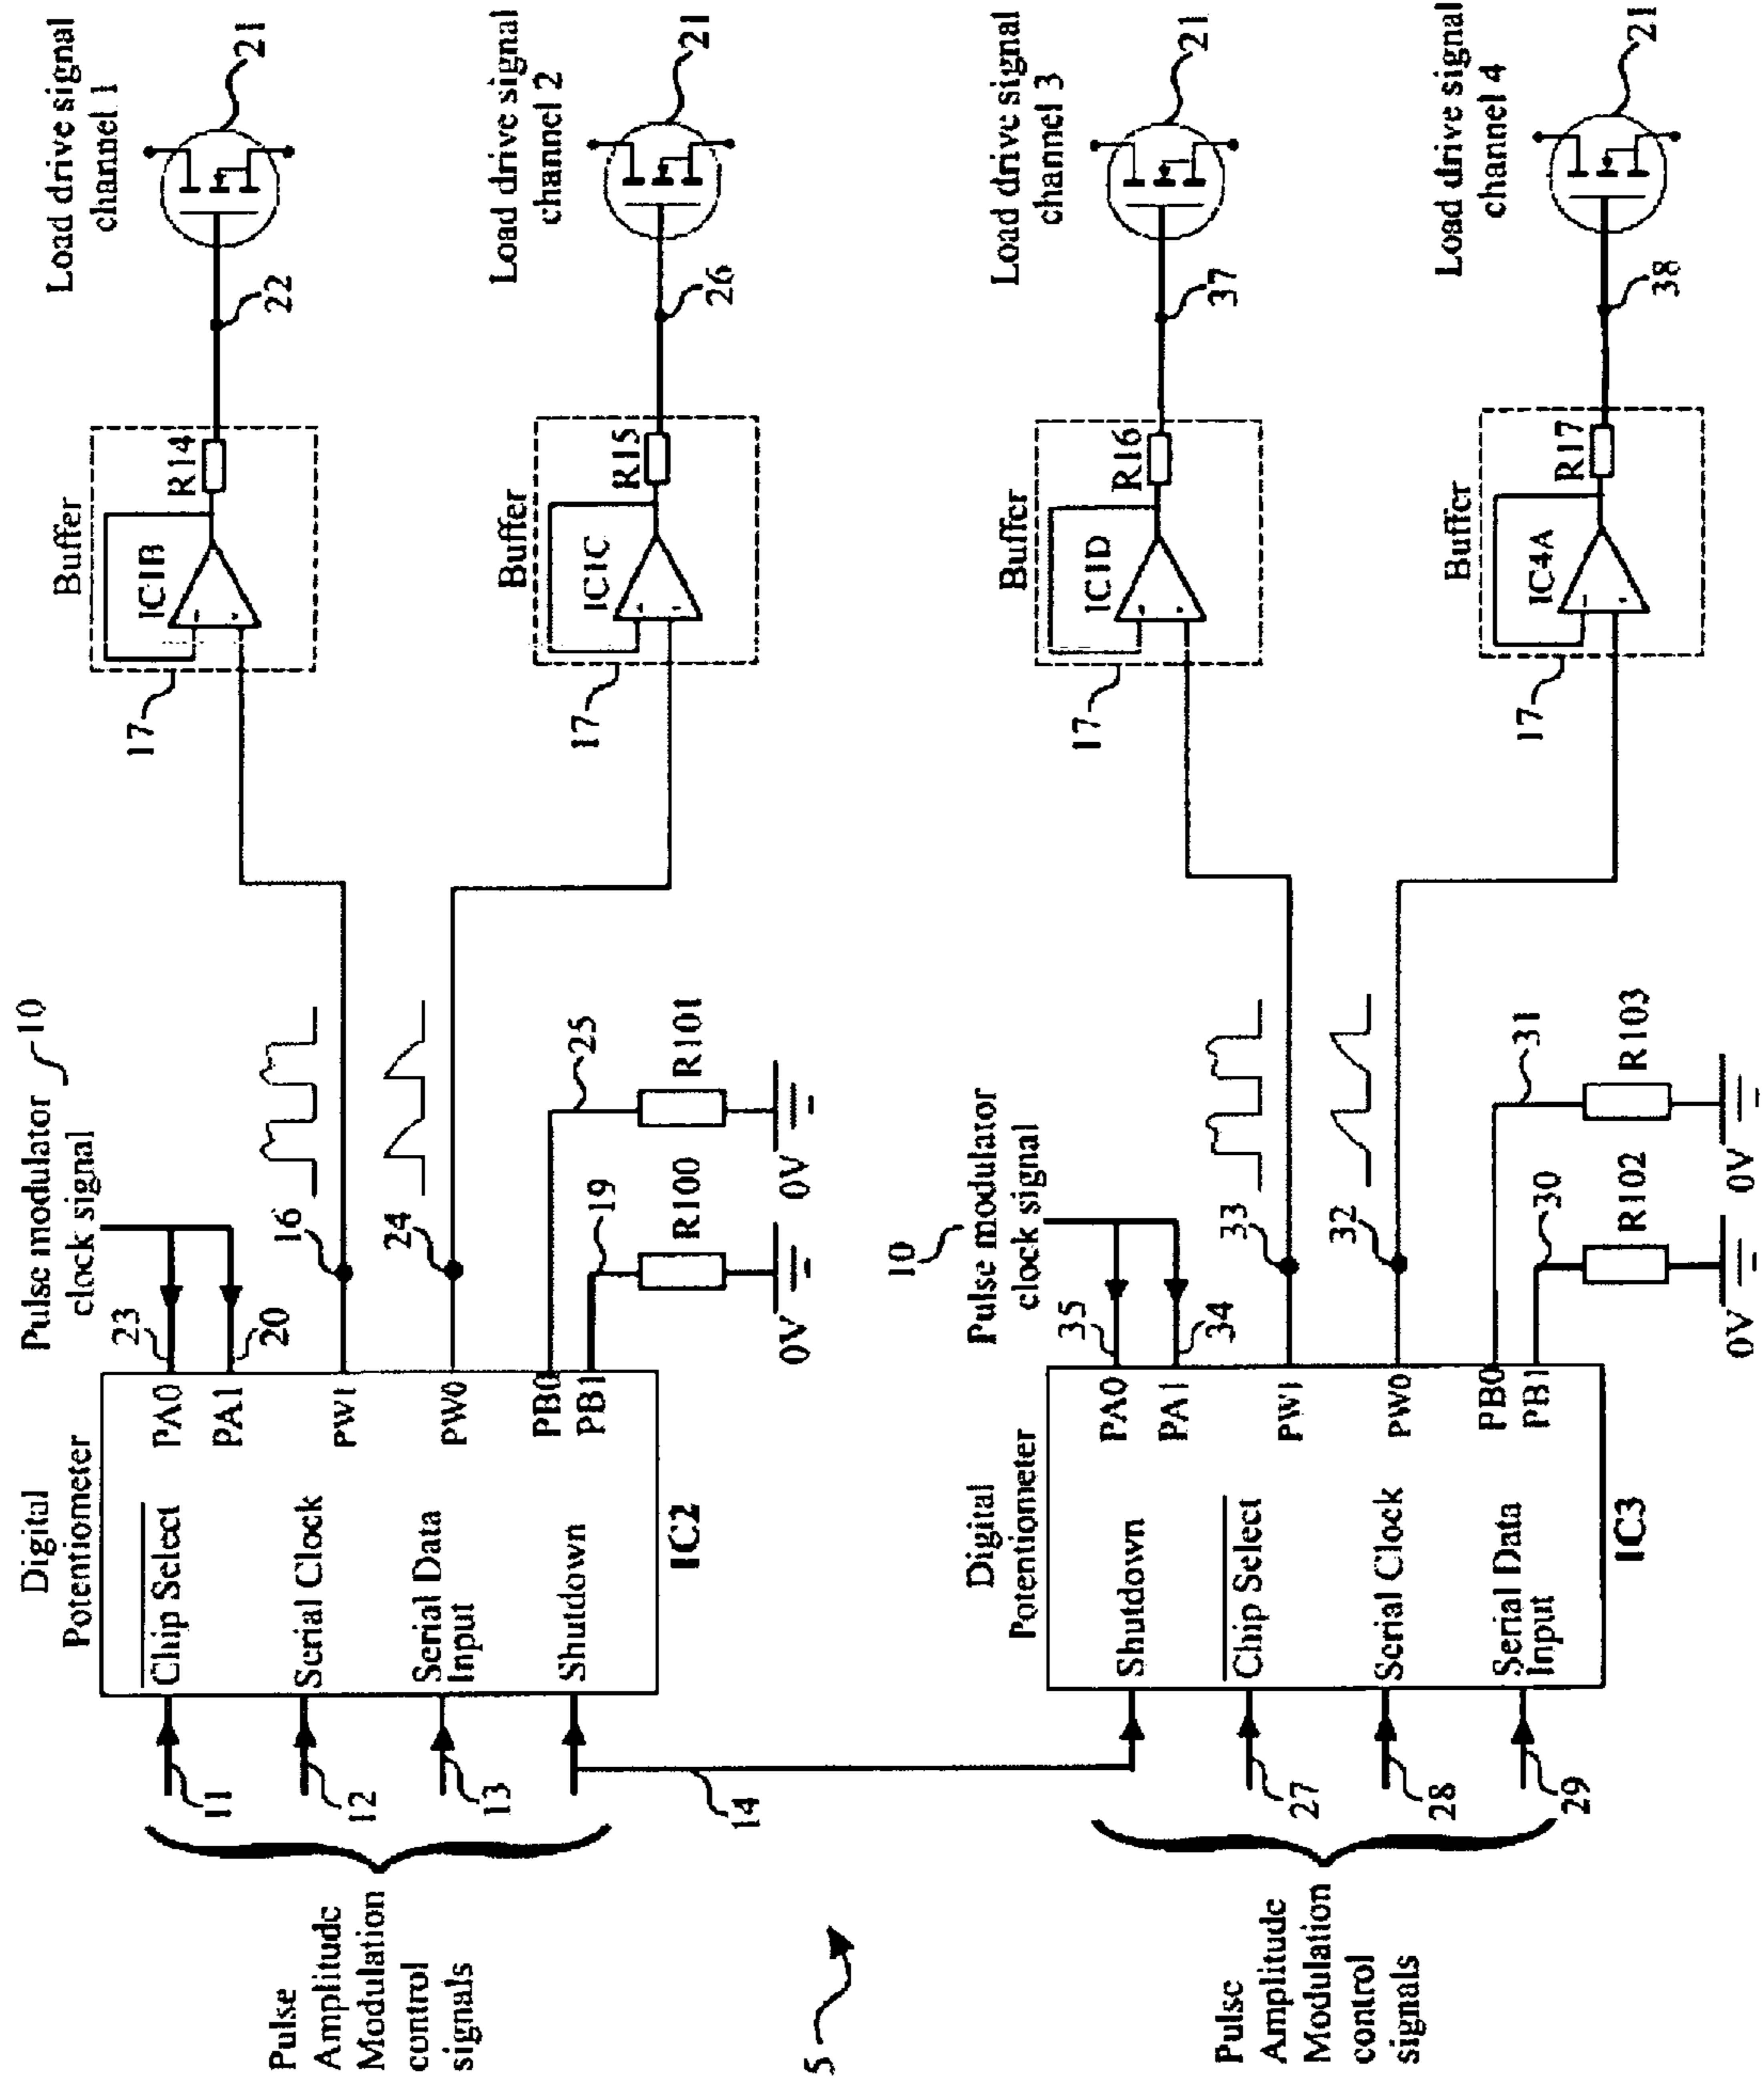 Pulse modulator
clock signal
10
Digital
Potentiometer
Chip Select
Serial Clock
Serial Data
Input
Shutdown
IC2
PA0
PA1
PW1
PW0
PB0
PB1
11
12
13
14
Pulse
Amplitude
Modulation
control
signals
23
20
16
24
25
19
R101
R100
0V
0V
Buffer
IC1B
R14
17
22
Load drive signal
channel 1
21
Buffer
IC1C
R15
17
26
Load drive signal
channel 2
21
5
Pulse modulator
clock signal
10
Digital
Potentiometer
Shutdown
Chip Select
Serial Clock
Serial Data
Input
IC3
PA0
PA1
PW1
PW0
PB0
PB1
27
28
29
Pulse
Amplitude
Modulation
control
signals
35
34
33
32
31
30
R103
R102
0V
0V
Buffer
IC1D
R16
17
37
Load drive signal
channel 3
21
Buffer
IC4A
R17
17
38
Load drive signal
channel 4
21